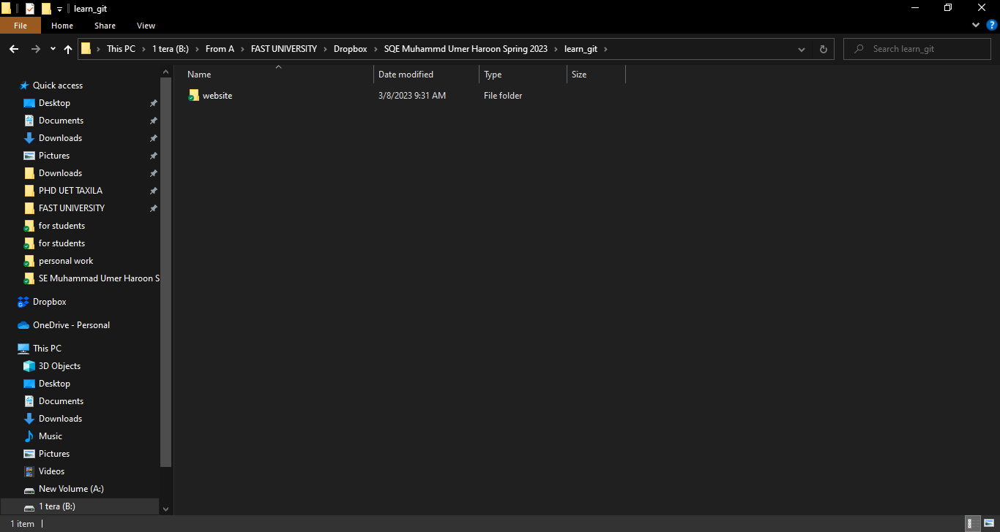 learn_git
File Home Share View
This PC 1 tera (B:) From A FAST UNIVERSITY Dropbox SQE Muhammd Umer Haroon Spring 2023 learn_git Search learn_git
Name Date modified Type Size
website 3/8/2023 9:31 AM File folder
Quick access
Desktop
Documents
Downloads
Pictures
Downloads
PHD UET TAXILA
FAST UNIVERSITY
for students
for students
personal work
SE Muhammad Umer Haroon S
Dropbox
OneDrive - Personal
This PC
3D Objects
Desktop
Documents
Downloads
Music
Pictures
Videos
New Volume (A:)
1 tera (B:)
1 item